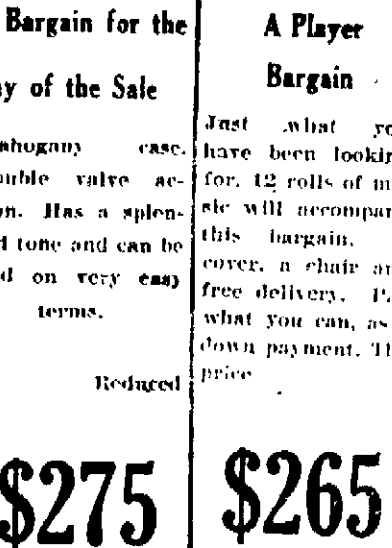 Bargain for the
of the Sale
ahogany case.
uble valve ac-
on. Has a splen-
d tone and can be
d on very easy
terms.
Reduced
$275
A Player
Bargain
Just what yo
have been lookin
for. 12 rolls of mu
sic will accompan
this bargain.
cover, a chair an
free delivery. Pa
what you can, as
down payment. Th
price
$265